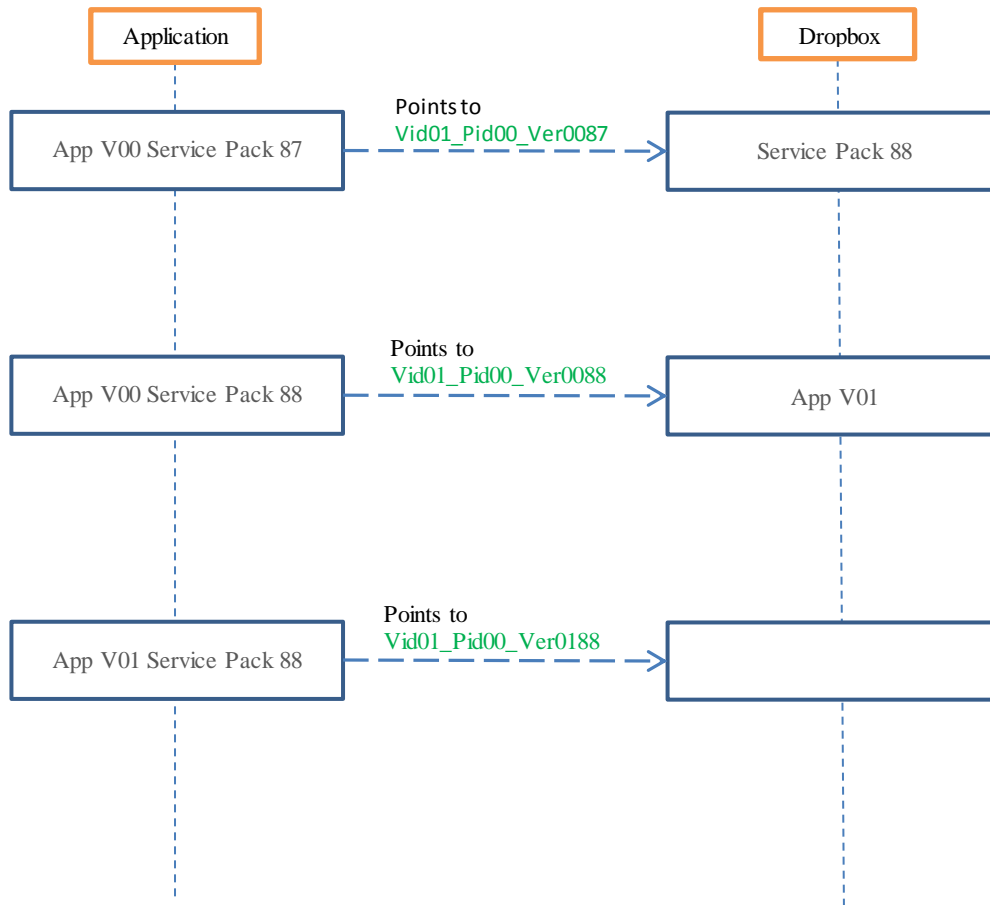 Application
Dropbox
Points to
Vid01_Pid00_Ver0087
App V00 Service Pack 87
Service Pack 88
Points to
Vid01_Pid00_Ver0088
App V00 Service Pack 88
App V01
Points to
Vid01_Pid00_Ver0188
App V01 Service Pack 88